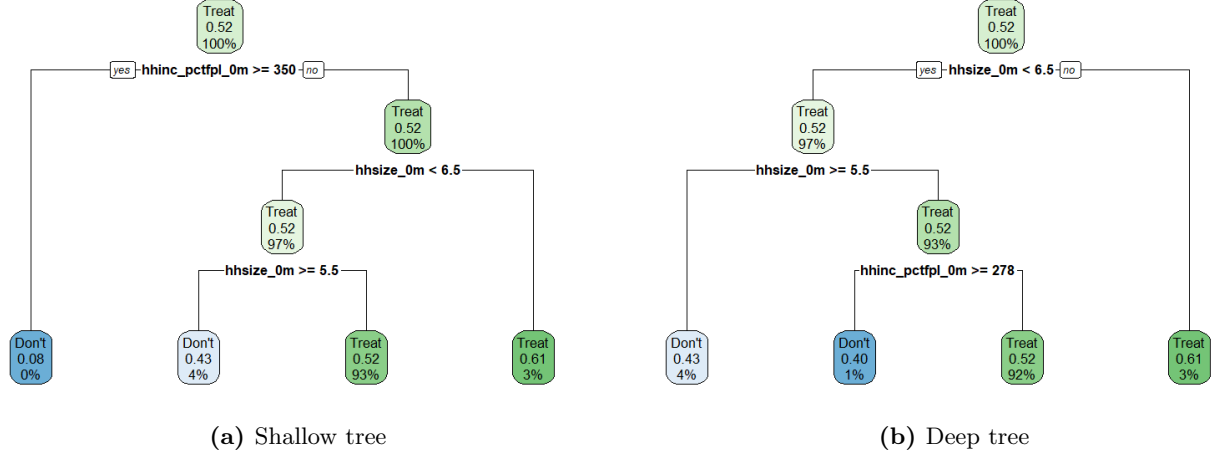 Treat
0.52
100%
yes hhinc_pctfpl_0m >= 350 no
Treat
0.52
100%
hhsize_0m < 6.5
Treat
0.52
97%
hhsize_0m >= 5.5
Don't
0.08
0%
Don't
0.43
4%
Treat
0.52
93%
Treat
0.61
3%
(a) Shallow tree
Treat
0.52
100%
yes hhsize_0m < 6.5 no
Treat
0.52
97%
hhsize_0m >= 5.5
Treat
0.52
93%
hhinc_pctfpl_0m >= 278
Don't
0.43
4%
Don't
0.40
1%
Treat
0.52
92%
Treat
0.61
3%
(b) Deep tree